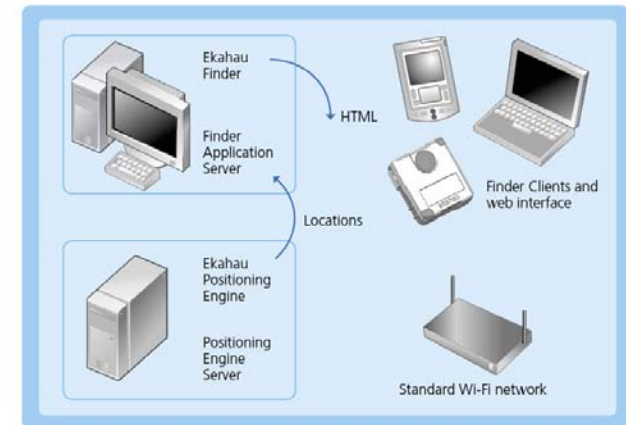 Ekahau
Finder
HTML
Finder
Application
Server
Finder Clients and
web interface
Locations
Ekahau
Positioning
Engine
Positioning
Engine
Server
Standard Wi-Fi network